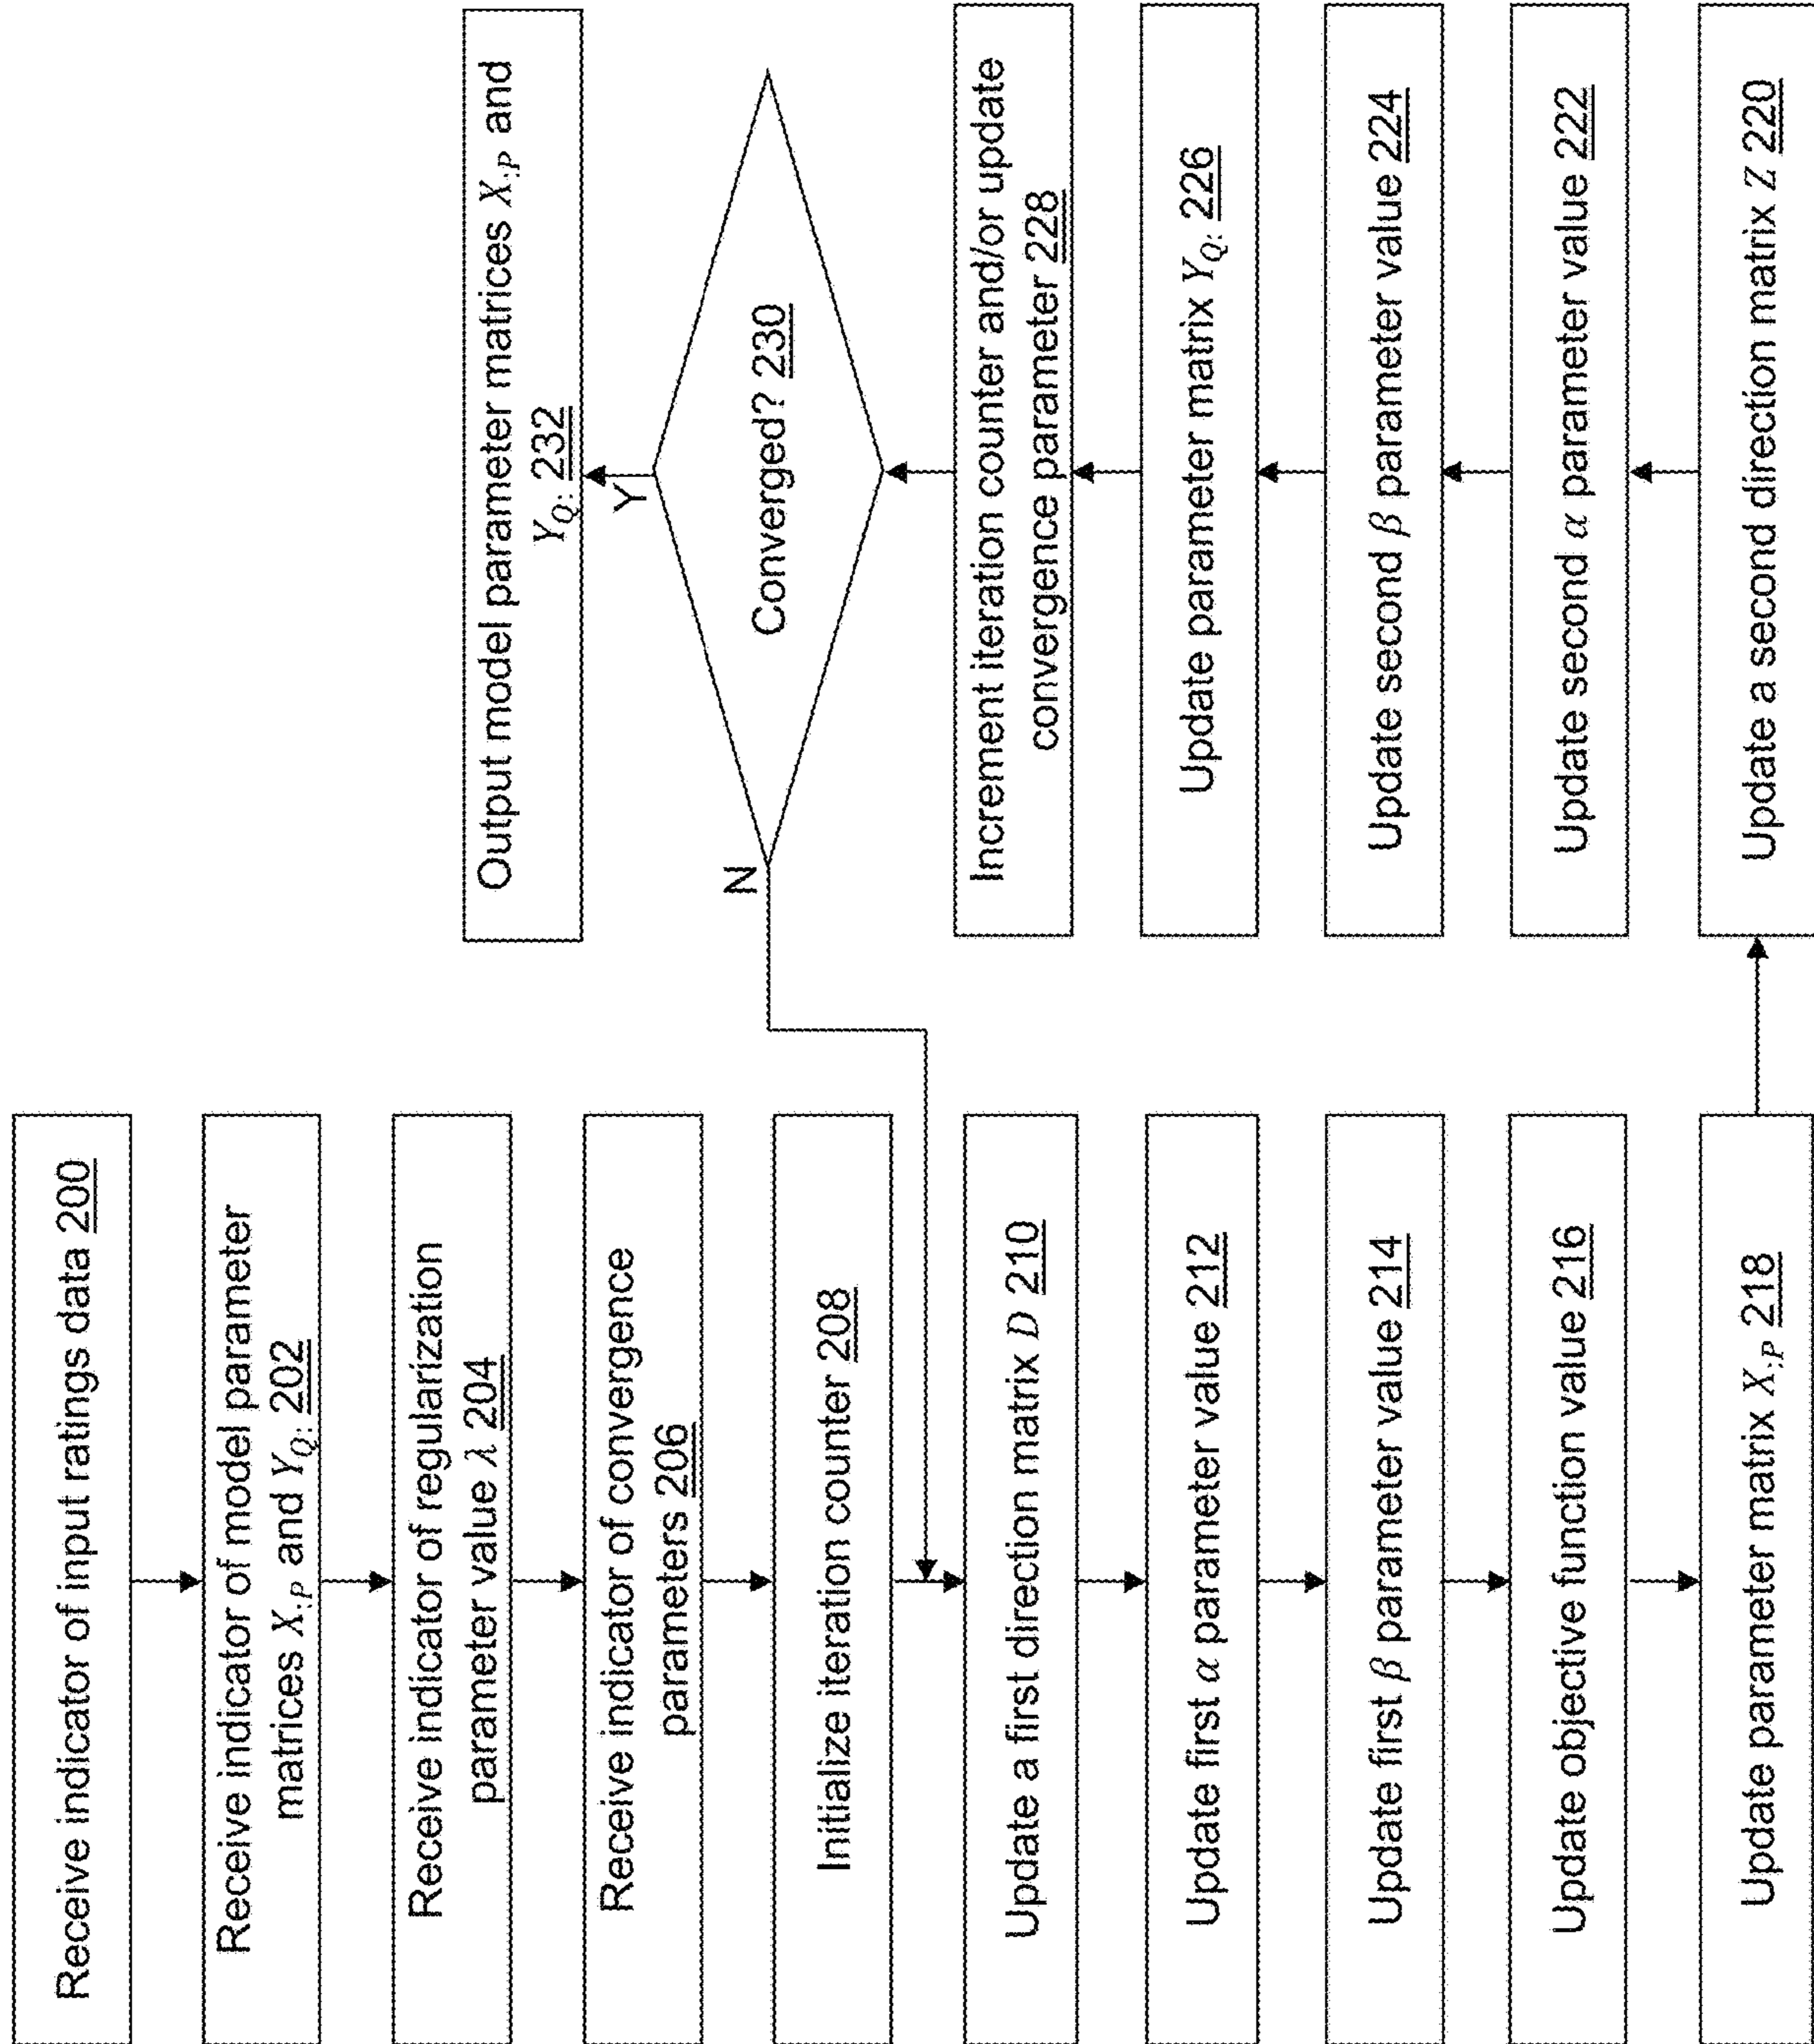 Receive indicator of input ratings data 200
Receive indicator of model parameter
matrices X:P and YQ: 202
Receive indicator of regularization
parameter value λ 204
Receive indicator of convergence
parameters 206
Initialize iteration counter 208
Update a first direction matrix D 210
Update first α parameter value 212
Update first β parameter value 214
Update objective function value 216
Update parameter matrix X:P 218
Update a second direction matrix Z 220
Update second α parameter value 222
Update second β parameter value 224
Update parameter matrix YQ: 226
Increment iteration counter and/or update
convergence parameter 228
Converged? 230
N
Y
Output model parameter matrices X:P and
YQ: 232